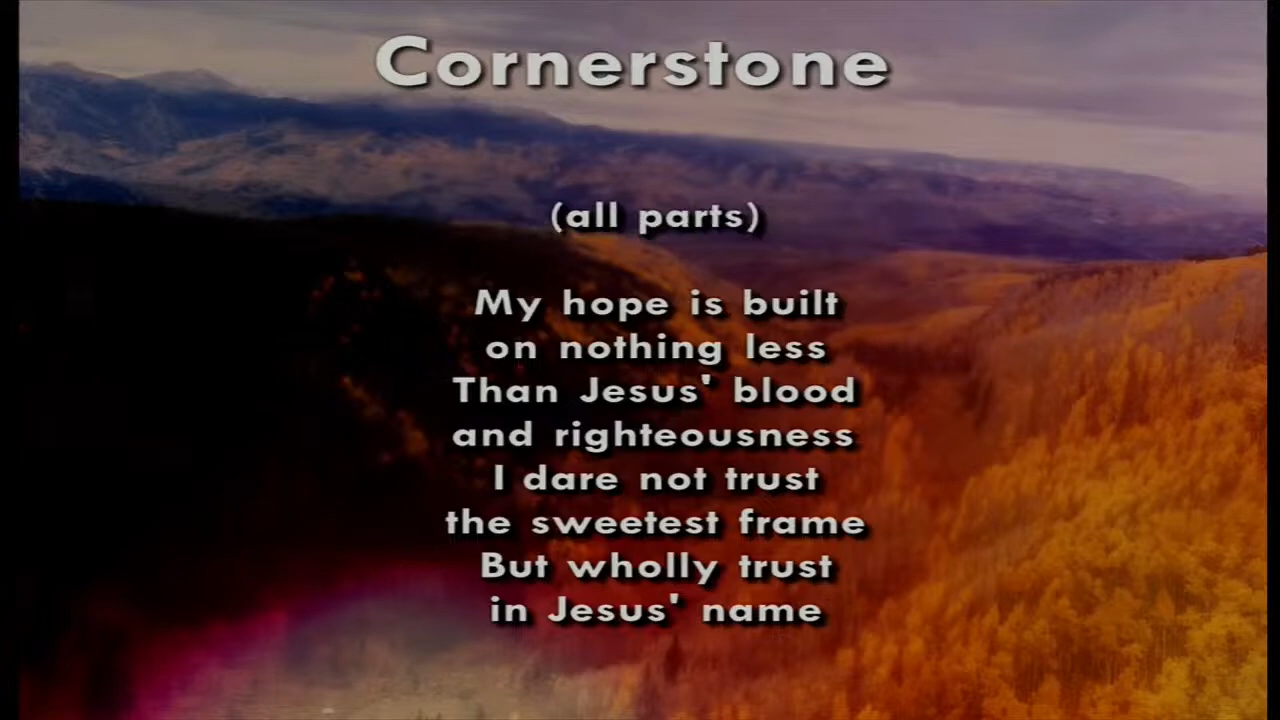 Cornerstone
(all parts)
My hope is built
on nothing less
Than Jesus' blood
and righteousness
I dare not trust
the sweetest frame
But wholly trust
in Jesus' name